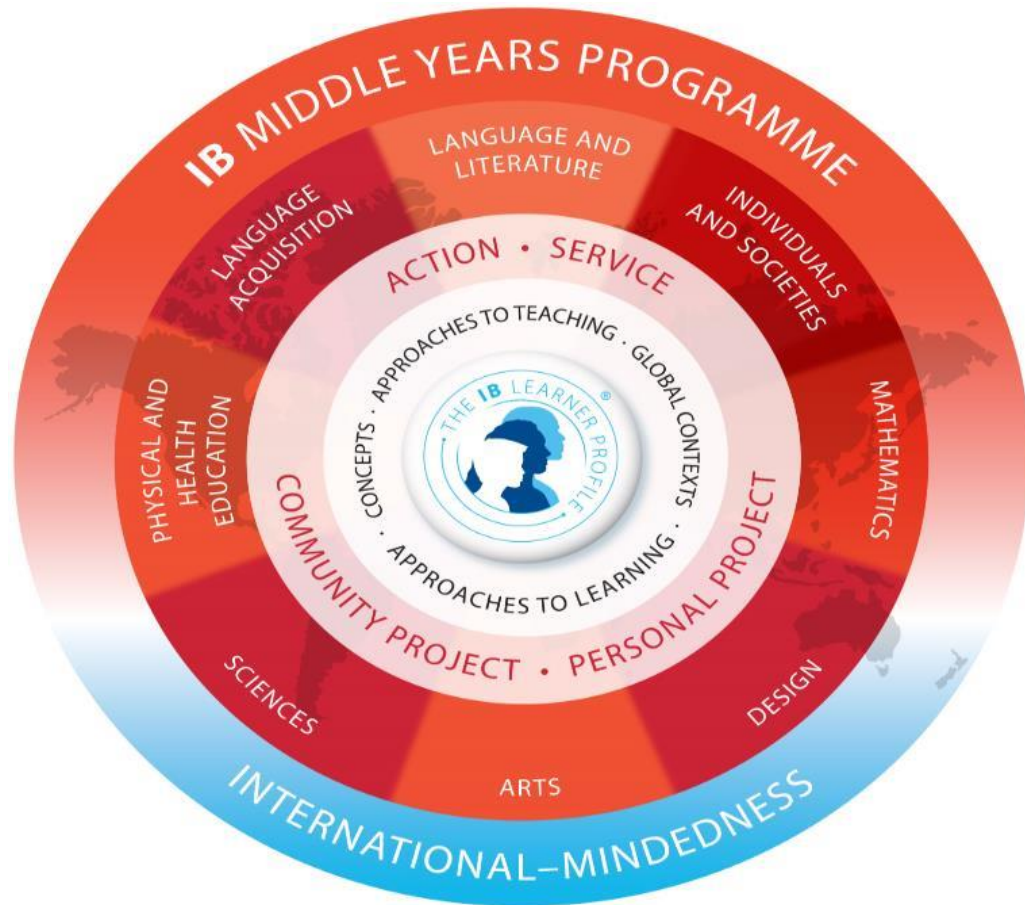 IB MIDDLE YEARS PROGRAMME
LANGUAGE AND
LITERATURE
INDIVIDUALS
AND SOCIETIES
MATHEMATICS
DESIGN
ARTS
SCIENCES
PHYSICAL AND
HEALTH
EDUCATION
LANGUAGE
ACQUISITION
ACTION • SERVICE
COMMUNITY PROJECT • PERSONAL PROJECT
APPROACHES TO TEACHING · GLOBAL CONTEXTS ·
APPROACHES TO LEARNING ·
CONCEPTS ·
• THE IB LEARNER PROFILE • ®
INTERNATIONAL–MINDEDNESS